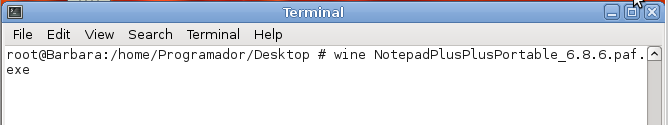 Terminal
File Edit View Search Terminal Help
root@Barbara:/home/Programador/Desktop # wine NotepadPlusPlusPortable_6.8.6.paf.
exe